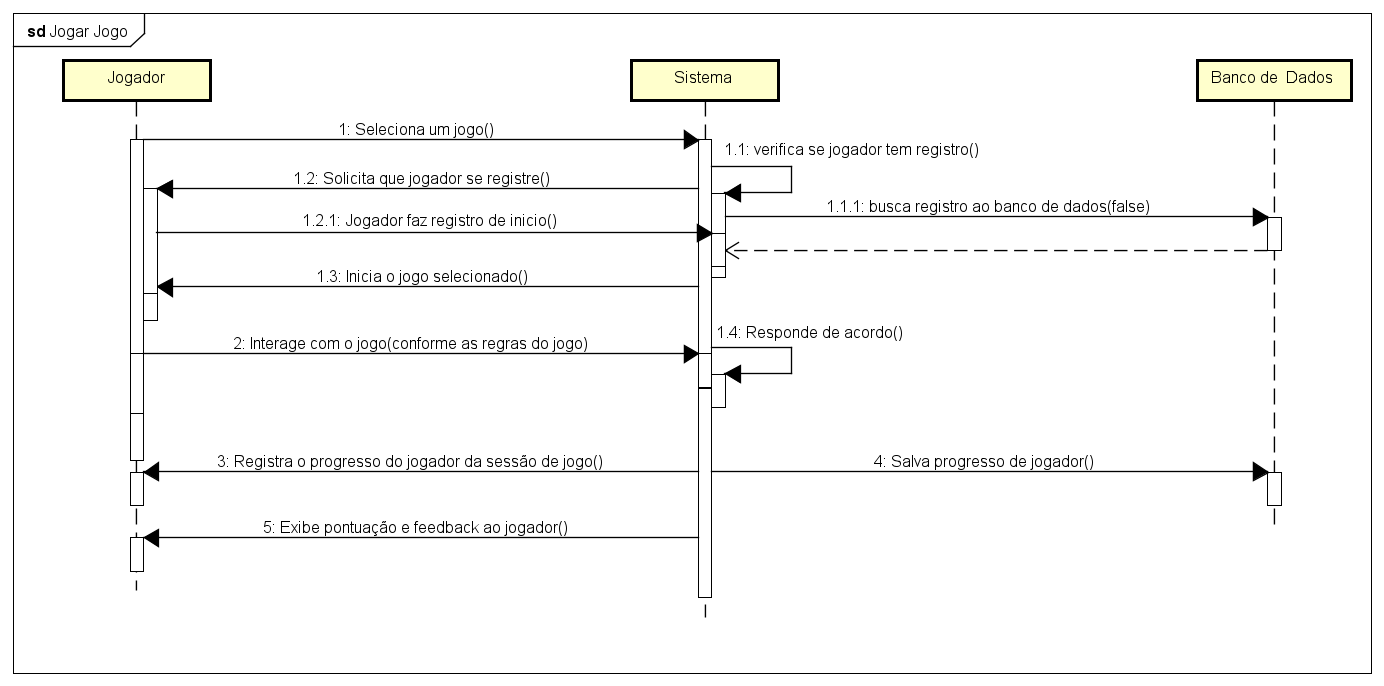 sd Jogar Jogo
Jogador
Sistema
Banco de Dados
1: Seleciona um jogo()
1.1: verifica se jogador tem registro()
1.2: Solicita que jogador se registre()
1.1.1: busca registro ao banco de dados(false)
1.2.1: Jogador faz registro de inicio()
1.3: Inicia o jogo selecionado()
1.4: Responde de acordo()
2: Interage com o jogo(conforme as regras do jogo)
3: Registra o progresso do jogador da sessão de jogo()
4: Salva progresso de jogador()
5: Exibe pontuação e feedback ao jogador()